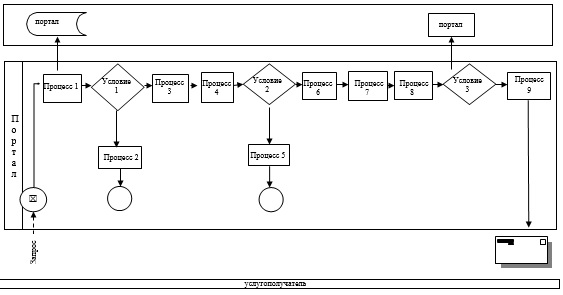 портал
портал
Портал
Процесс 1
Условие
1
Процесс
3
Процесс
4
Условие
2
Процесс
6
Процесс
7
Процесс
8
Условие
3
Процесс
9
Процесс 2
Процесс 5
Запрос
услугополучатель